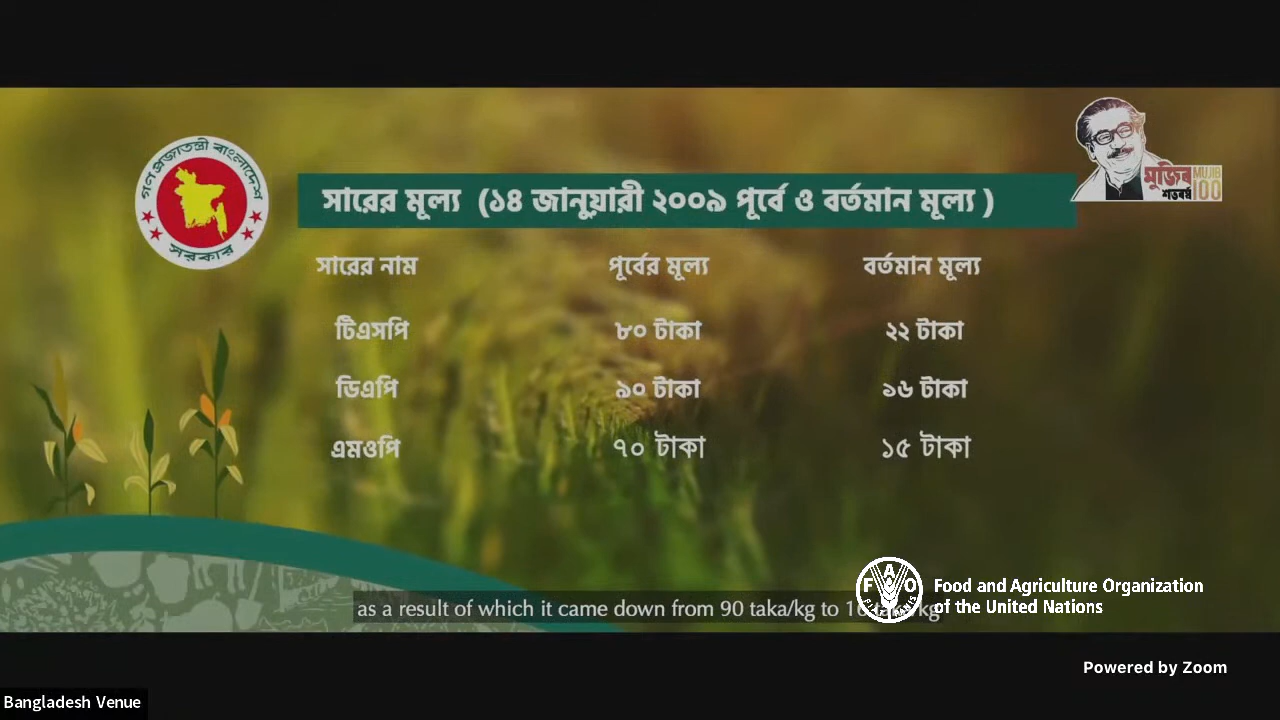 গণপ্রজাতন্ত্রী বাংলাদেশ
সরকার
মুজিব MUJIB
শতবর্ষ 100
সারের মূল্য (১৪ জানুয়ারী ২০০৯ পূর্বে ও বর্তমান মূল্য )
সারের নাম পূর্বের মূল্য বর্তমান মূল্য
টিএসপি ৮০ টাকা ২২ টাকা
ডিএপি ৯০ টাকা ১৬ টাকা
এমওপি ৭০ টাকা ১৫ টাকা
FAO
Food and Agriculture Organization
of the United Nations
as a result of which it came down from 90 taka/kg to
Powered by Zoom
Bangladesh Venue